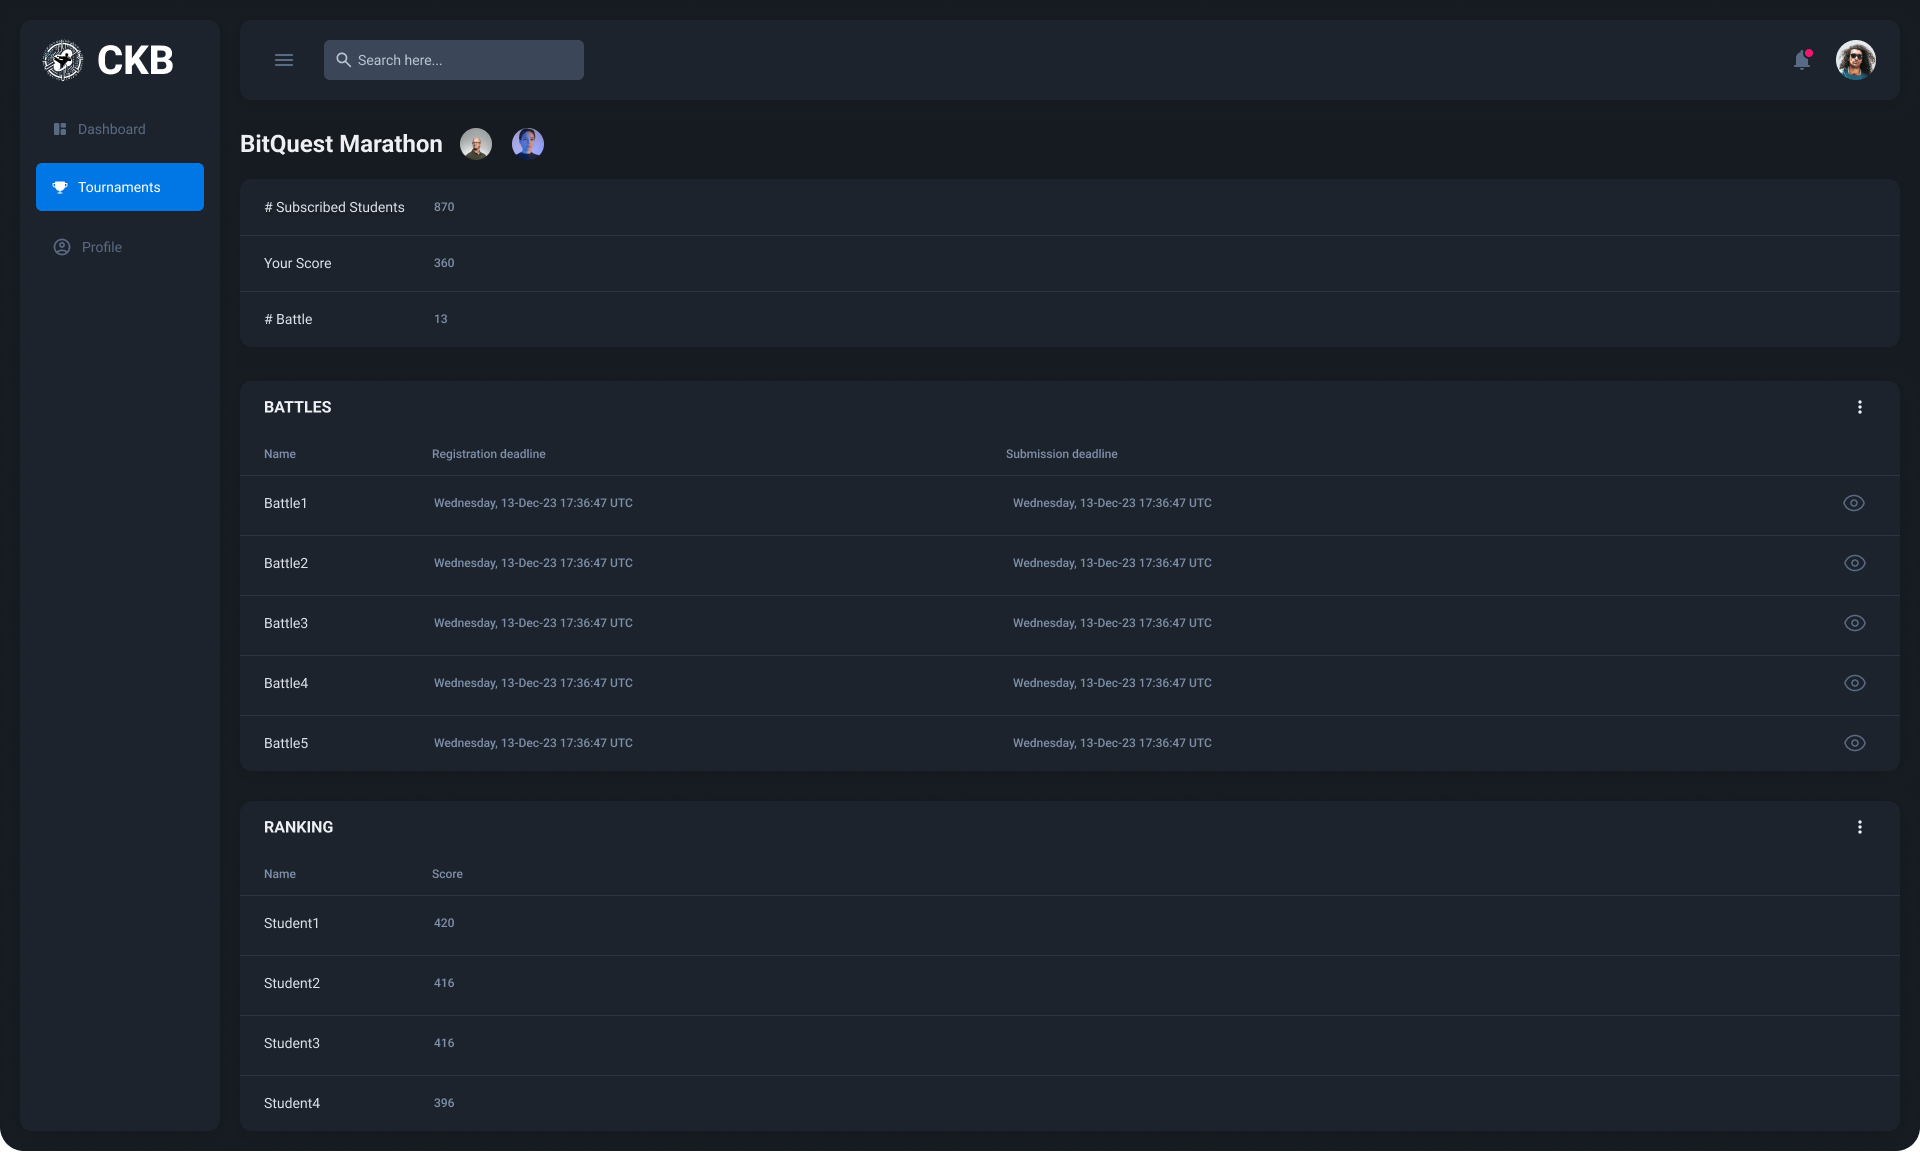 CKB
Search here...
Dashboard
Tournaments
Profile
BitQuest Marathon
# Subscribed Students 870
Your Score 360
# Battle 13
BATTLES
Name Registration deadline Submission deadline
Battle1 Wednesday, 13-Dec-23 17:36:47 UTC Wednesday, 13-Dec-23 17:36:47 UTC
Battle2 Wednesday, 13-Dec-23 17:36:47 UTC Wednesday, 13-Dec-23 17:36:47 UTC
Battle3 Wednesday, 13-Dec-23 17:36:47 UTC Wednesday, 13-Dec-23 17:36:47 UTC
Battle4 Wednesday, 13-Dec-23 17:36:47 UTC Wednesday, 13-Dec-23 17:36:47 UTC
Battle5 Wednesday, 13-Dec-23 17:36:47 UTC Wednesday, 13-Dec-23 17:36:47 UTC
RANKING
Name Score
Student1 420
Student2 416
Student3 416
Student4 396